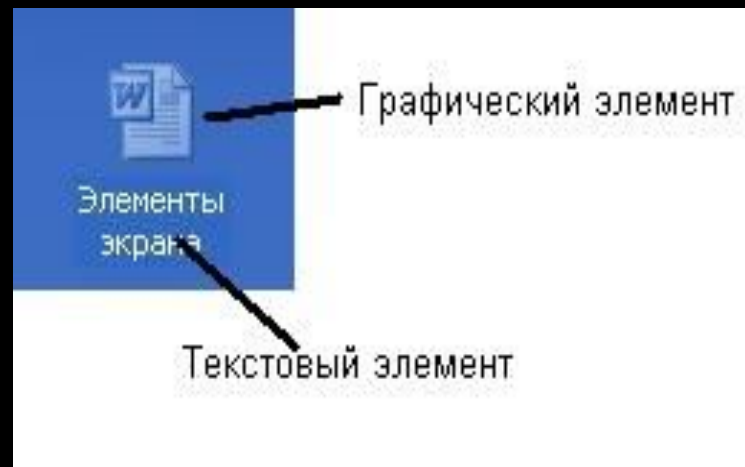 W
Графический элемент
Элементы
экрана
Текстовый элемент